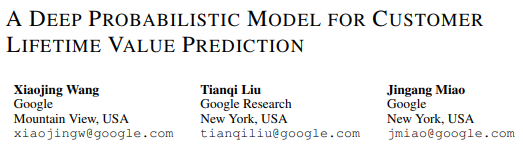 A DEEP PROBABILISTIC MODEL FOR CUSTOMER
LIFETIME VALUE PREDICTION
Xiaojing Wang
Google
Mountain View, USA
xiaojingw@google.com
Tianqi Liu
Google Research
New York, USA
tianqiliu@google.com
Jingang Miao
Google
New York, USA
jmiao@google.com